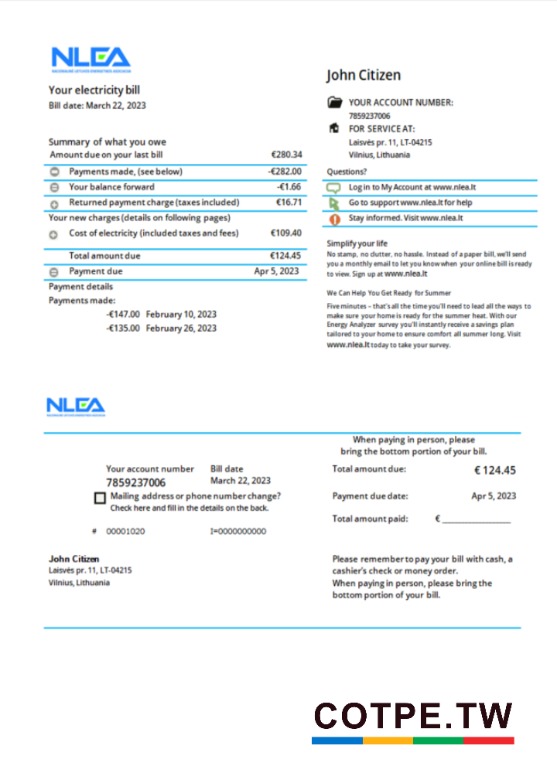 NLEA
John Citizen
Your electricity bill
Bill date: March 22, 2023
YOUR ACCOUNT NUMBER:
7859237006
FOR SERVICE AT:
Laisvės pr. 11, LT-04215
Vilnius, Lithuania
Summary of what you owe
Amount due on your last bill €280.34
Payments made, (see below) -€282.00
Your balance forward -€1.66
Returned payment charge (taxes included) €16.71
Your new charges (details on following pages)
Cost of electricity (included taxes and fees) €109.40
Total amount due €124.45
Payment due Apr 5, 2023
Payment details
Payments made:
-€147.00 February 10, 2023
-€135.00 February 26, 2023
Questions?
Log in to My Account at www.nlea.lt
Go to support www.nlea.lt for help
Stay informed. Visit www.nlea.lt
Simplify your life
No stamp, no clutter, no hassle. Instead of a paper bill, we'll send
you a monthly email to let you know when your online bill is ready
to view. Sign up at www.nlea.lt
We Can Help You Get Ready for Summer
Five minutes – that's all the time you'll need to lead all the ways to
make sure your home is ready for the summer heat. With our
Energy Analyzer survey you'll instantly receive a savings plan
tailored to your home to ensure comfort all summer long. Visit
www.nlea.lt today to take your survey.
NLEA
When paying in person, please
bring the bottom portion of your bill.
Your account number Bill date
7859237006 March 22, 2023
Mailing address or phone number change?
Check here and fill in the details on the back.
# 00001020 I=0000000000
Total amount due: € 124.45
Payment due date: Apr 5, 2023
Total amount paid: € _______________
John Citizen
Laisvės pr. 11, LT-04215
Vilnius, Lithuania
Please remember to pay your bill with cash, a
cashier's check or money order.
When paying in person, please bring the
bottom portion of your bill.
COTPE.TW